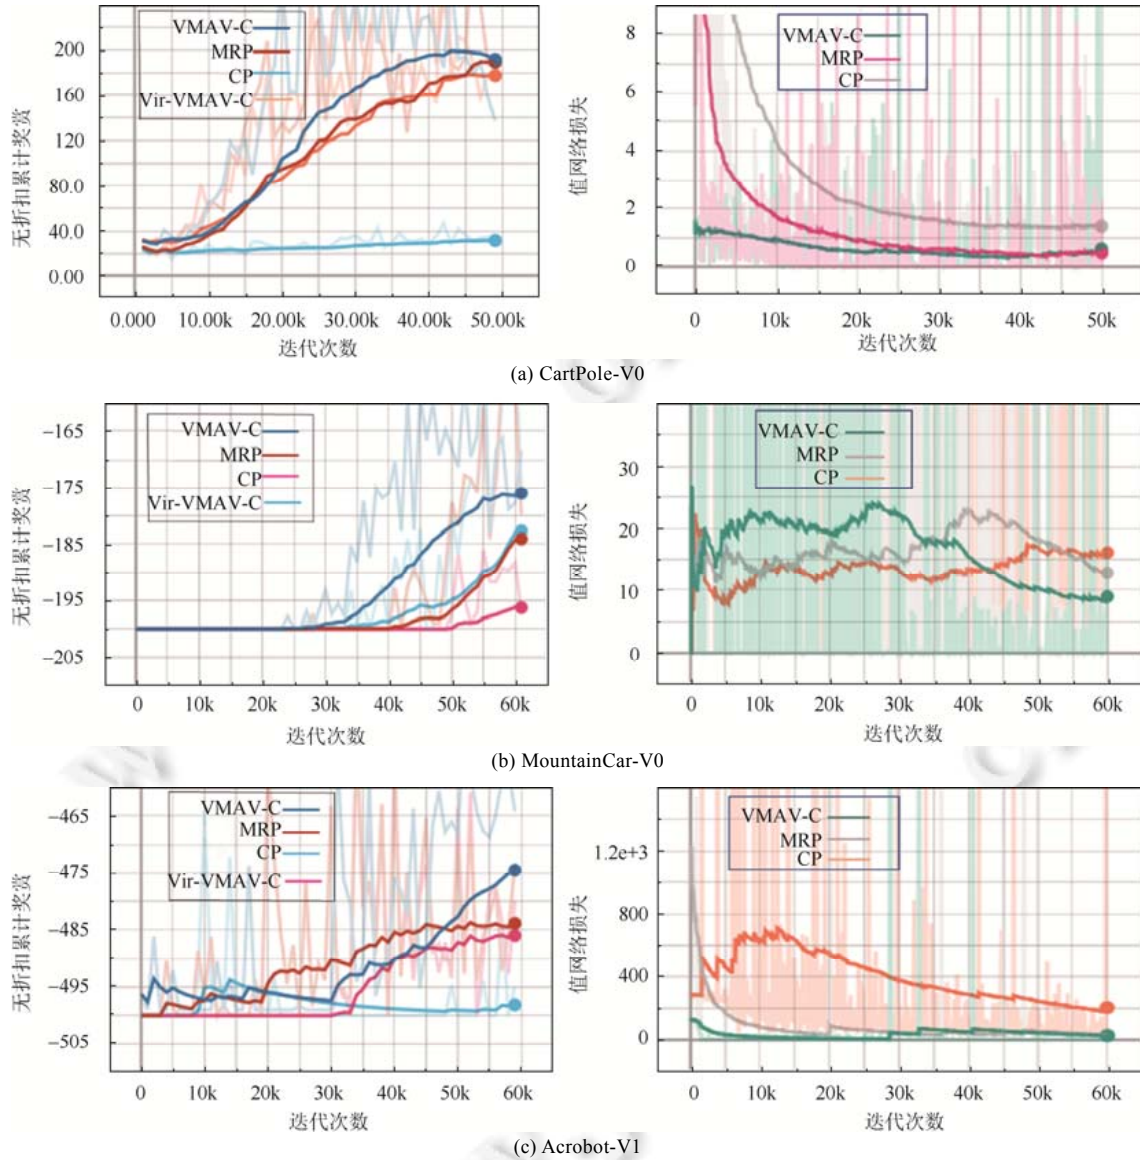 无折扣累计奖赏
200
160
120
80.0
40.0
0.00
VMAV-C
MRP
CP
Vir-VMAV-C
0.000 10.00k 20.00k 30.00k 40.00k 50.00k
迭代次数
值网络损失
8
6
4
2
0
VMAV-C
MRP
CP
0 10k 20k 30k 40k 50k
迭代次数
(a) CartPole-V0
无折扣累计奖赏
−165
−175
−185
−195
−205
VMAV-C
MRP
CP
Vir-VMAV-C
0 10k 20k 30k 40k 50k 60k
迭代次数
值网络损失
30
20
10
0
VMAV-C
MRP
CP
0 10k 20k 30k 40k 50k 60k
迭代次数
(b) MountainCar-V0
无折扣累计奖赏
−465
−475
−485
−495
−505
VMAV-C
MRP
CP
Vir-VMAV-C
0 10k 20k 30k 40k 50k 60k
迭代次数
值网络损失
1.2e+3
800
400
0
VMAV-C
MRP
CP
0 10k 20k 30k 40k 50k 60k
迭代次数
(c) Acrobot-V1